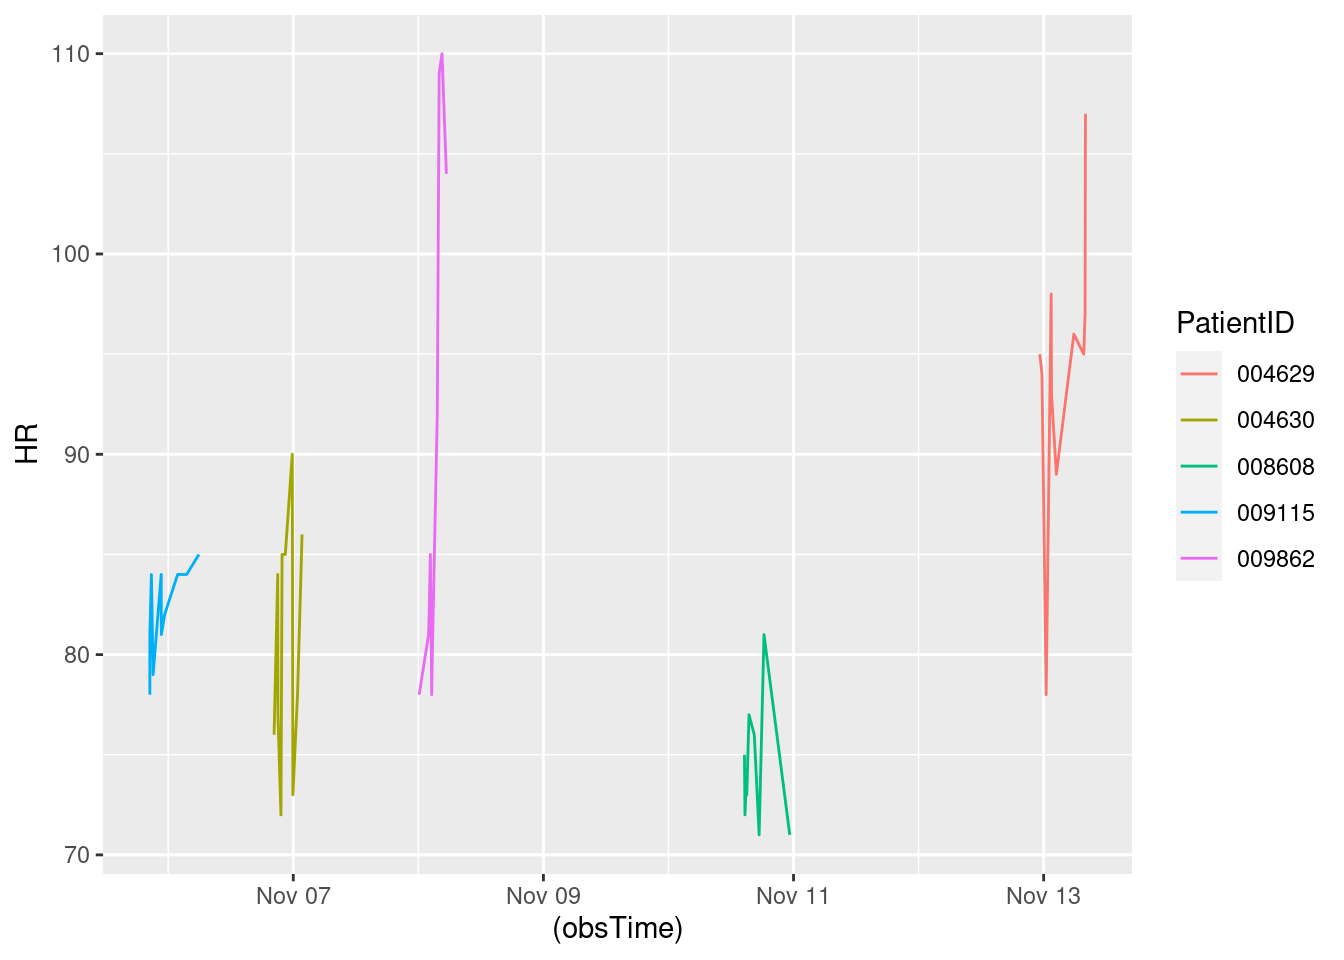 110
100
90
80
70
HR
Nov 07
Nov 09
Nov 11
Nov 13
(obsTime)
PatientID
004629
004630
008608
009115
009862